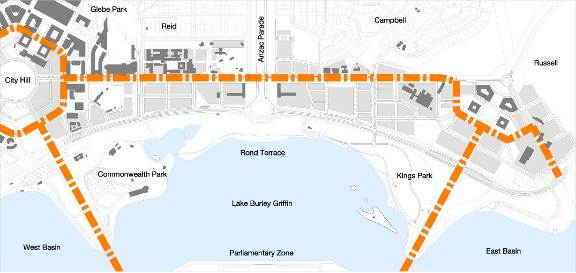 Glebe Park
Reid
Anzac Parade
Campbell
Russell
City Hill
Rond Terrace
Commonwealth Park
Kings Park
Lake Burley Griffin
West Basin
Parliamentary Zone
East Basin